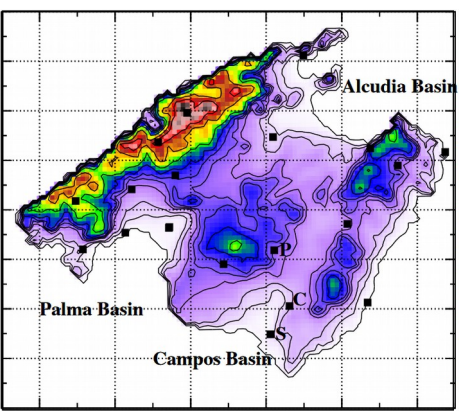 Alcudia Basin
P
C
Palma Basin
S
Campos Basin